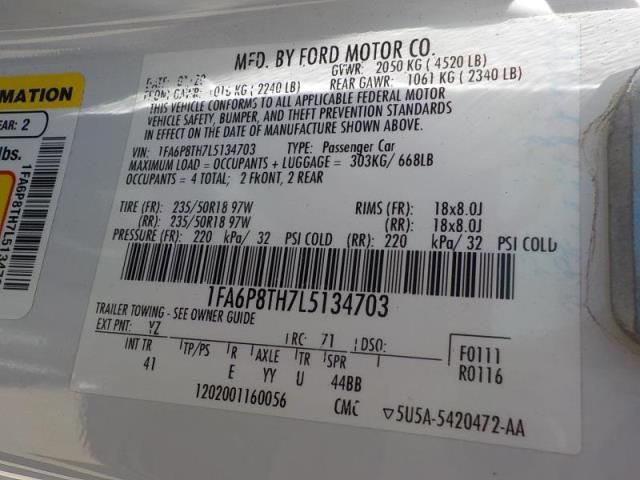 MFD. BY FORD MOTOR CO.
GVWR: 2050 KG ( 4520 LB)
FRONT GAWR: KG ( 2240 LB) REAR GAWR: 1061 KG ( 2340 LB)
THIS VEHICLE CONFORMS TO ALL APPLICABLE FEDERAL MOTOR
VEHICLE SAFETY, BUMPER, AND THEFT PREVENTION STANDARDS
IN EFFECT ON THE DATE OF MANUFACTURE SHOWN ABOVE.
VIN: 1FA6P8TH7L5134703 TYPE: Passenger Car
MAXIMUM LOAD = OCCUPANTS + LUGGAGE = 303KG/ 668LB
OCCUPANTS = 4 TOTAL; 2 FRONT, 2 REAR
TIRE (FR): 235/50R18 97W RIMS (FR): 18x8.0J
(RR): 235/50R18 97W (RR): 18x8.0J
PRESSURE (FR): 220 kPa/ 32 PSI COLD (RR): 220 kPa/ 32 PSI COLD
1FA6P8TH7L5134703
TRAILER TOWING - SEE OWNER GUIDE
EXT PNT: YZ RC: 71 DSO: F0111
INT TR TP/PS R AXLE TR SPR R0116
41 E YY U 44BB
1202001160056 CMC ▽5U5A-5420472-AA
MATION
EAR: 2
lbs.
1FA6P8TH7L513470